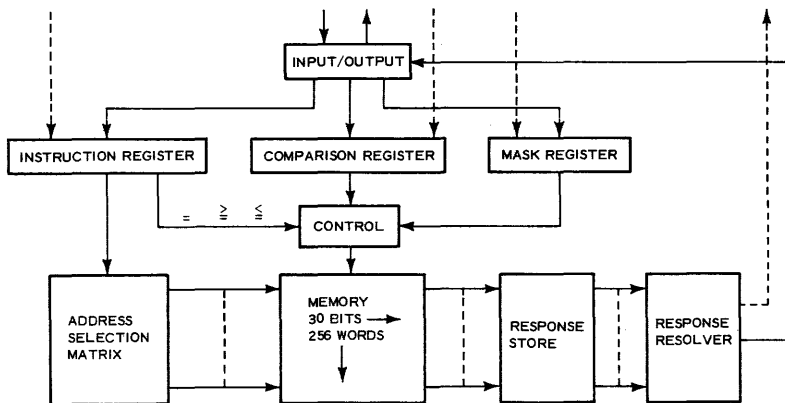 INPUT/OUTPUT
INSTRUCTION REGISTER
COMPARISON REGISTER
MASK REGISTER
= ≧ ≦
CONTROL
ADDRESS
SELECTION
MATRIX
MEMORY
30 BITS
256 WORDS
RESPONSE
STORE
RESPONSE
RESOLVER